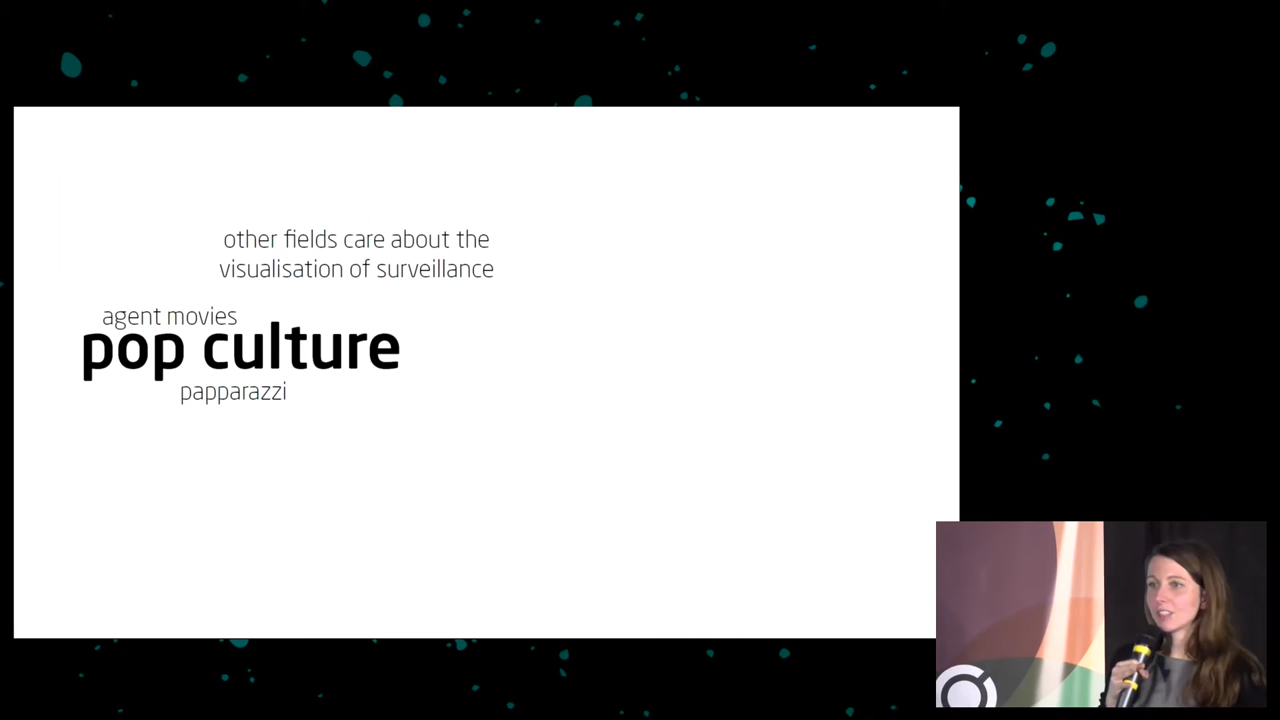 other fields care about the
visualisation of surveillance
agent movies
pop culture
papparazzi